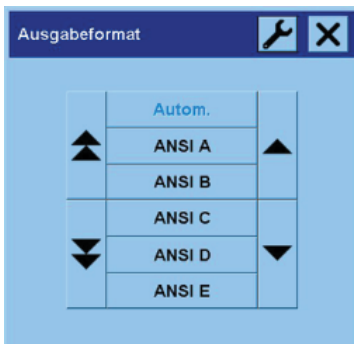 Ausgabeformat
Autom.
ANSI A
ANSI B
ANSI C
ANSI D
ANSI E